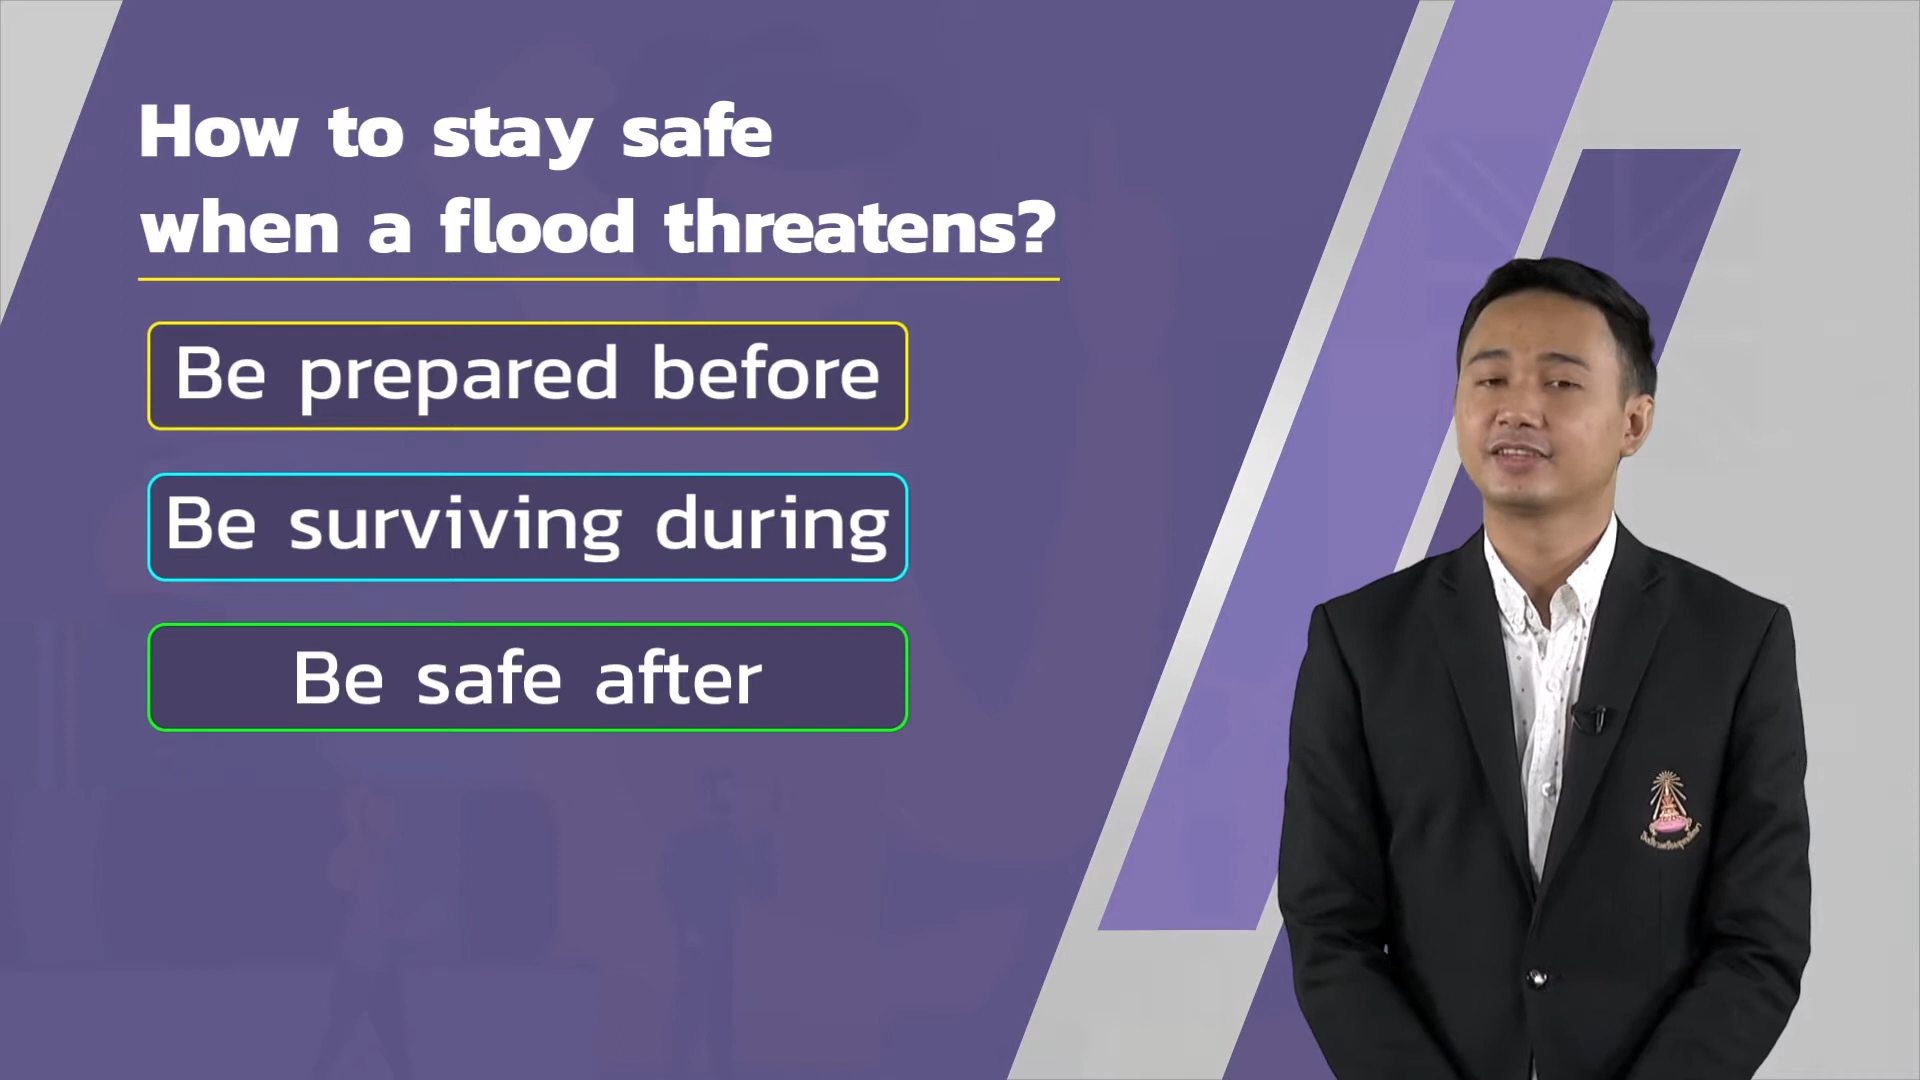 How to stay safe
when a flood threatens?
Be prepared before
Be surviving during
Be safe after